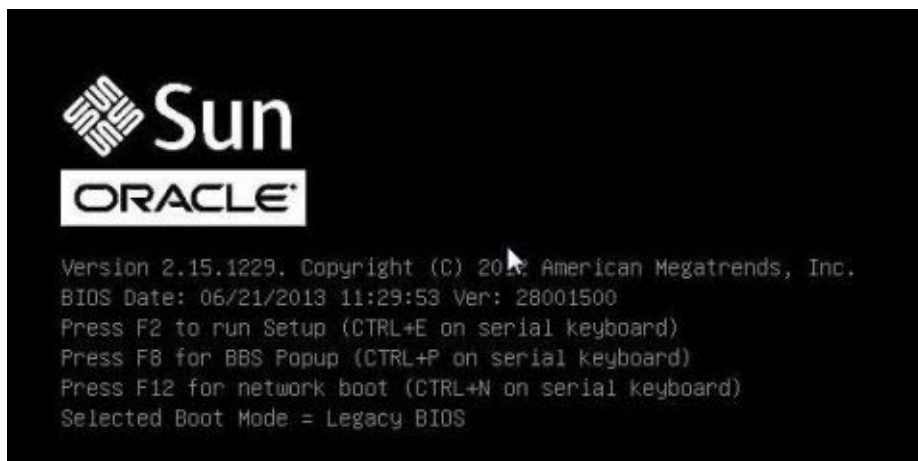 Sun
ORACLE
Version 2.15.1229. Copyright (C) American Megatrends, Inc.
BIOS Date: 06/21/2013 11:29:53 Ver: 28001500
Press F2 to run Setup (CTRL+E on serial keyboard)
Press F8 for BBS Popup (CTRL+P on serial keyboard)
Press F12 for network boot (CTRL+N on serial keyboard)
Selected Boot Mode = Legacy BIOS